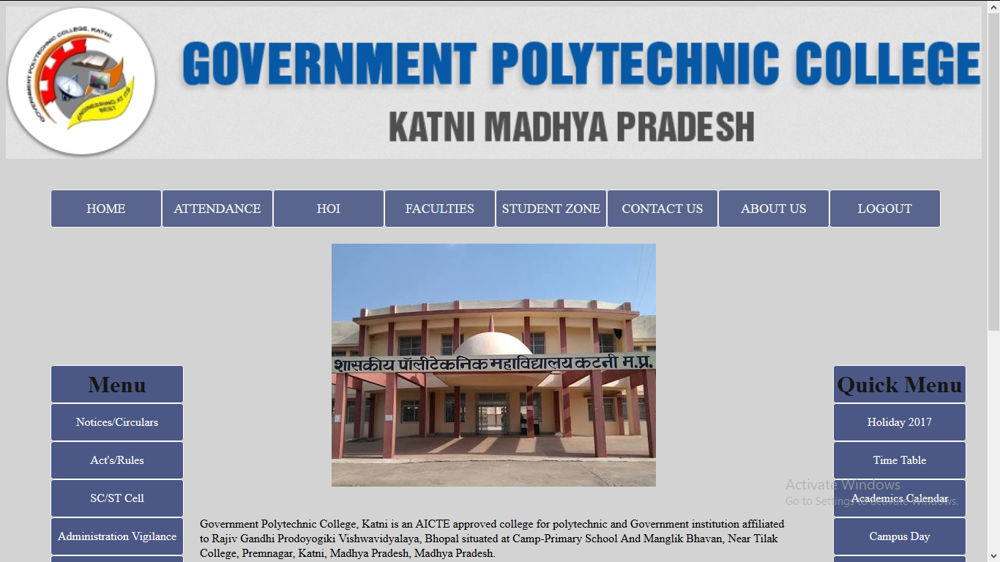 GOVERNMENT POLYTECHNIC COLLEGE, KATNI
ENGINEERING AT ITS
BEST
GOVERNMENT POLYTECHNIC COLLEGE
KATNI MADHYA PRADESH
HOME
ATTENDANCE
HOI
FACULTIES
STUDENT ZONE
CONTACT US
ABOUT US
LOGOUT
शासकीय पॉलीटेकनिक महाविद्यालय कटनी म.प्र.
Menu
Notices/Circulars
Act's/Rules
SC/ST Cell
Administration Vigilance
Quick Menu
Holiday 2017
Time Table
Academics Calendar
Campus Day
Activate Windows
Go to Settings to activate Windows.
Government Polytechnic College, Katni is an AICTE approved college for polytechnic and Government institution affiliated
to Rajiv Gandhi Prodoyogiki Vishwavidyalaya, Bhopal situated at Camp-Primary School And Manglik Bhavan, Near Tilak
College, Premnagar, Katni, Madhya Pradesh, Madhya Pradesh.